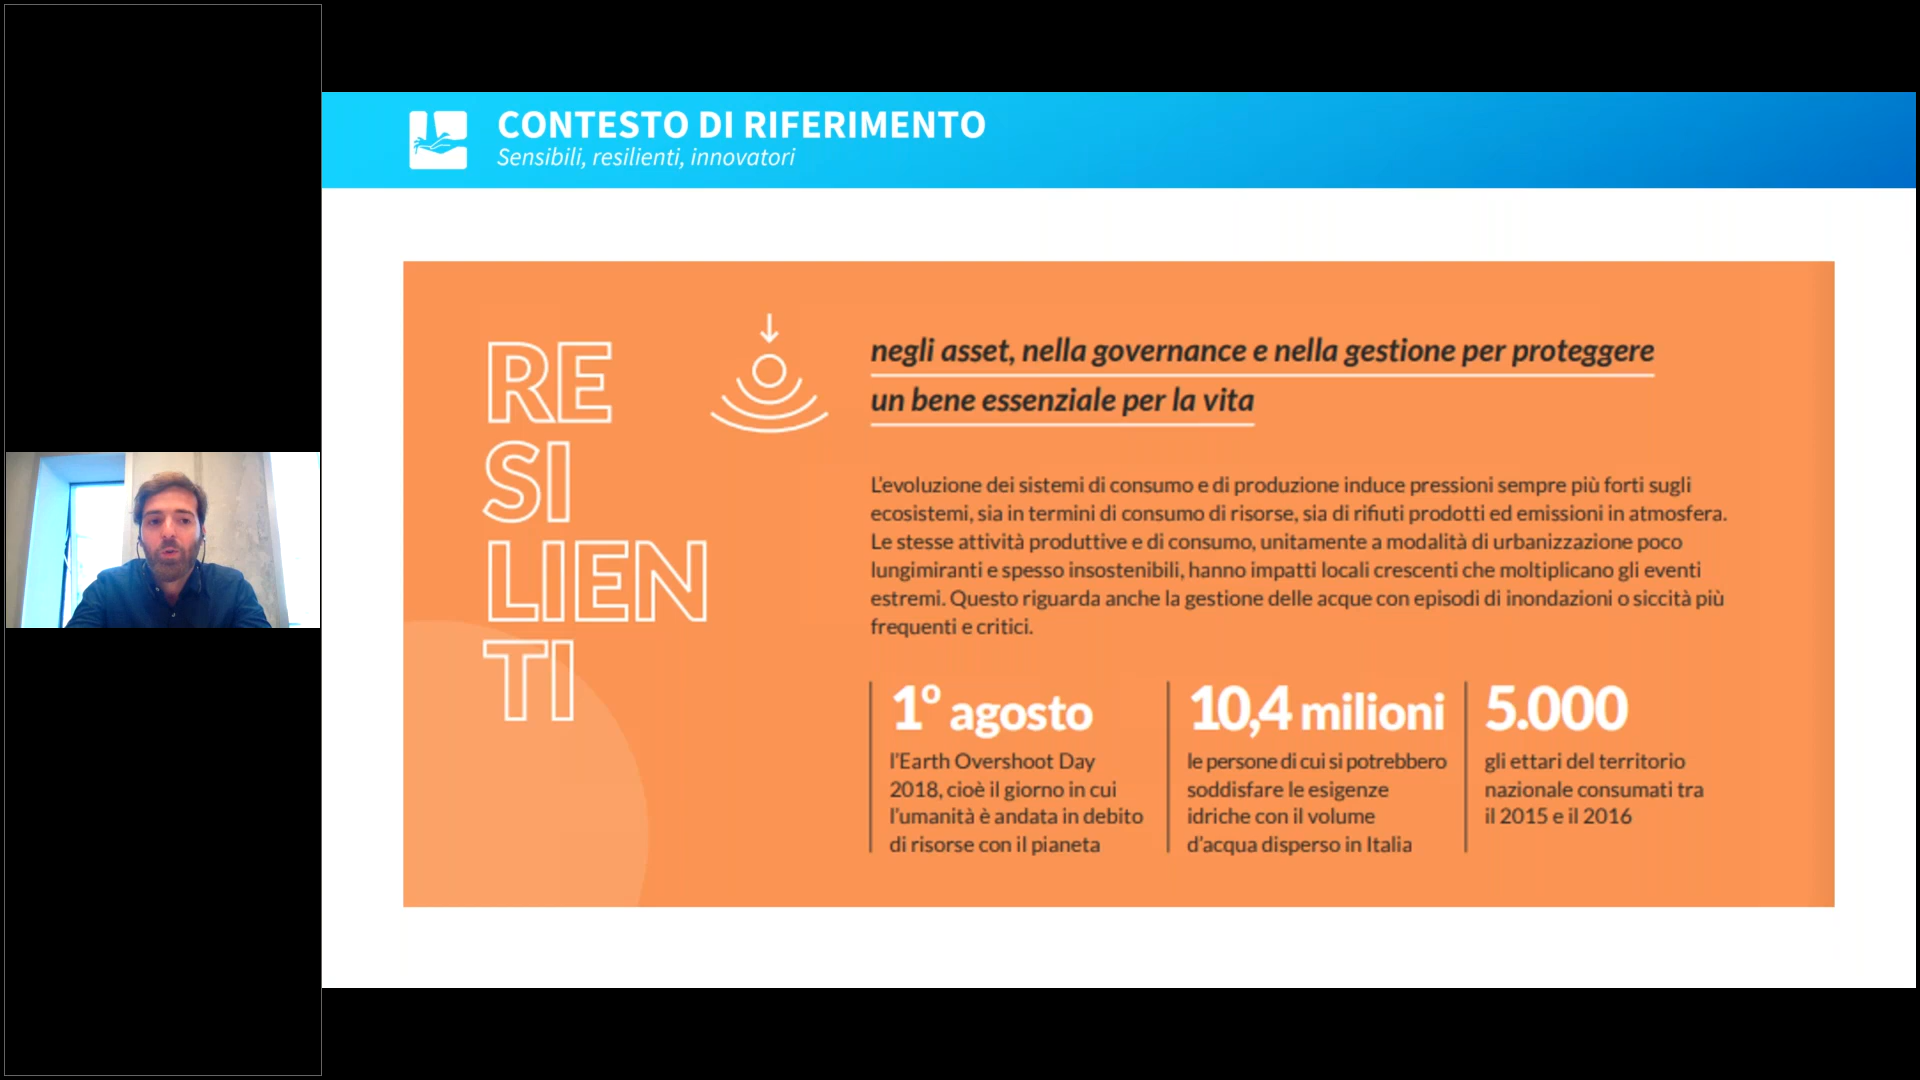 CONTESTO DI RIFERIMENTO
Sensibili, resilienti, innovatori
RE
SI
LIEN
TI
negli asset, nella governance e nella gestione per proteggere
un bene essenziale per la vita
L'evoluzione dei sistemi di consumo e di produzione induce pressioni sempre più forti sugli
ecosistemi, sia in termini di consumo di risorse, sia di rifiuti prodotti ed emissioni in atmosfera.
Le stesse attività produttive e di consumo, unitamente a modalità di urbanizzazione poco
lungimiranti e spesso insostenibili, hanno impatti locali crescenti che moltiplicano gli eventi
estremi. Questo riguarda anche la gestione delle acque con episodi di inondazioni o siccità più
frequenti e critici.
1° agosto
l'Earth Overshoot Day
2018, cioè il giorno in cui
l'umanità è andata in debito
di risorse con il pianeta
10,4 milioni
le persone di cui si potrebbero
soddisfare le esigenze
idriche con il volume
d'acqua disperso in Italia
5.000
gli ettari del territorio
nazionale consumati tra
il 2015 e il 2016